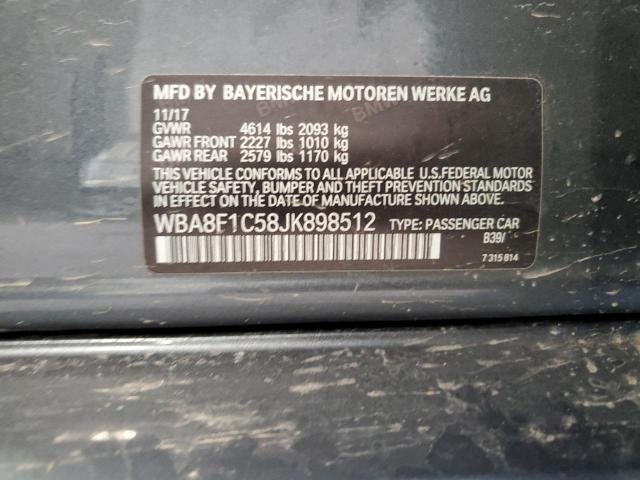 MFD BY BAYERISCHE MOTOREN WERKE AG
11/17
GVWR 4614 lbs 2093 kg
GAWR FRONT 2227 lbs 1010 kg
GAWR REAR 2579 lbs 1170 kg
THIS VEHICLE CONFORMS TO ALL APPLICABLE U.S.FEDERAL MOTOR
VEHICLE SAFETY, BUMPER AND THEFT PREVENTION STANDARDS
IN EFFECT ON THE DATE OF MANUFACTURE SHOWN ABOVE.
WBA8F1C58JK898512 TYPE: PASSENGER CAR
B39/
7 315 814